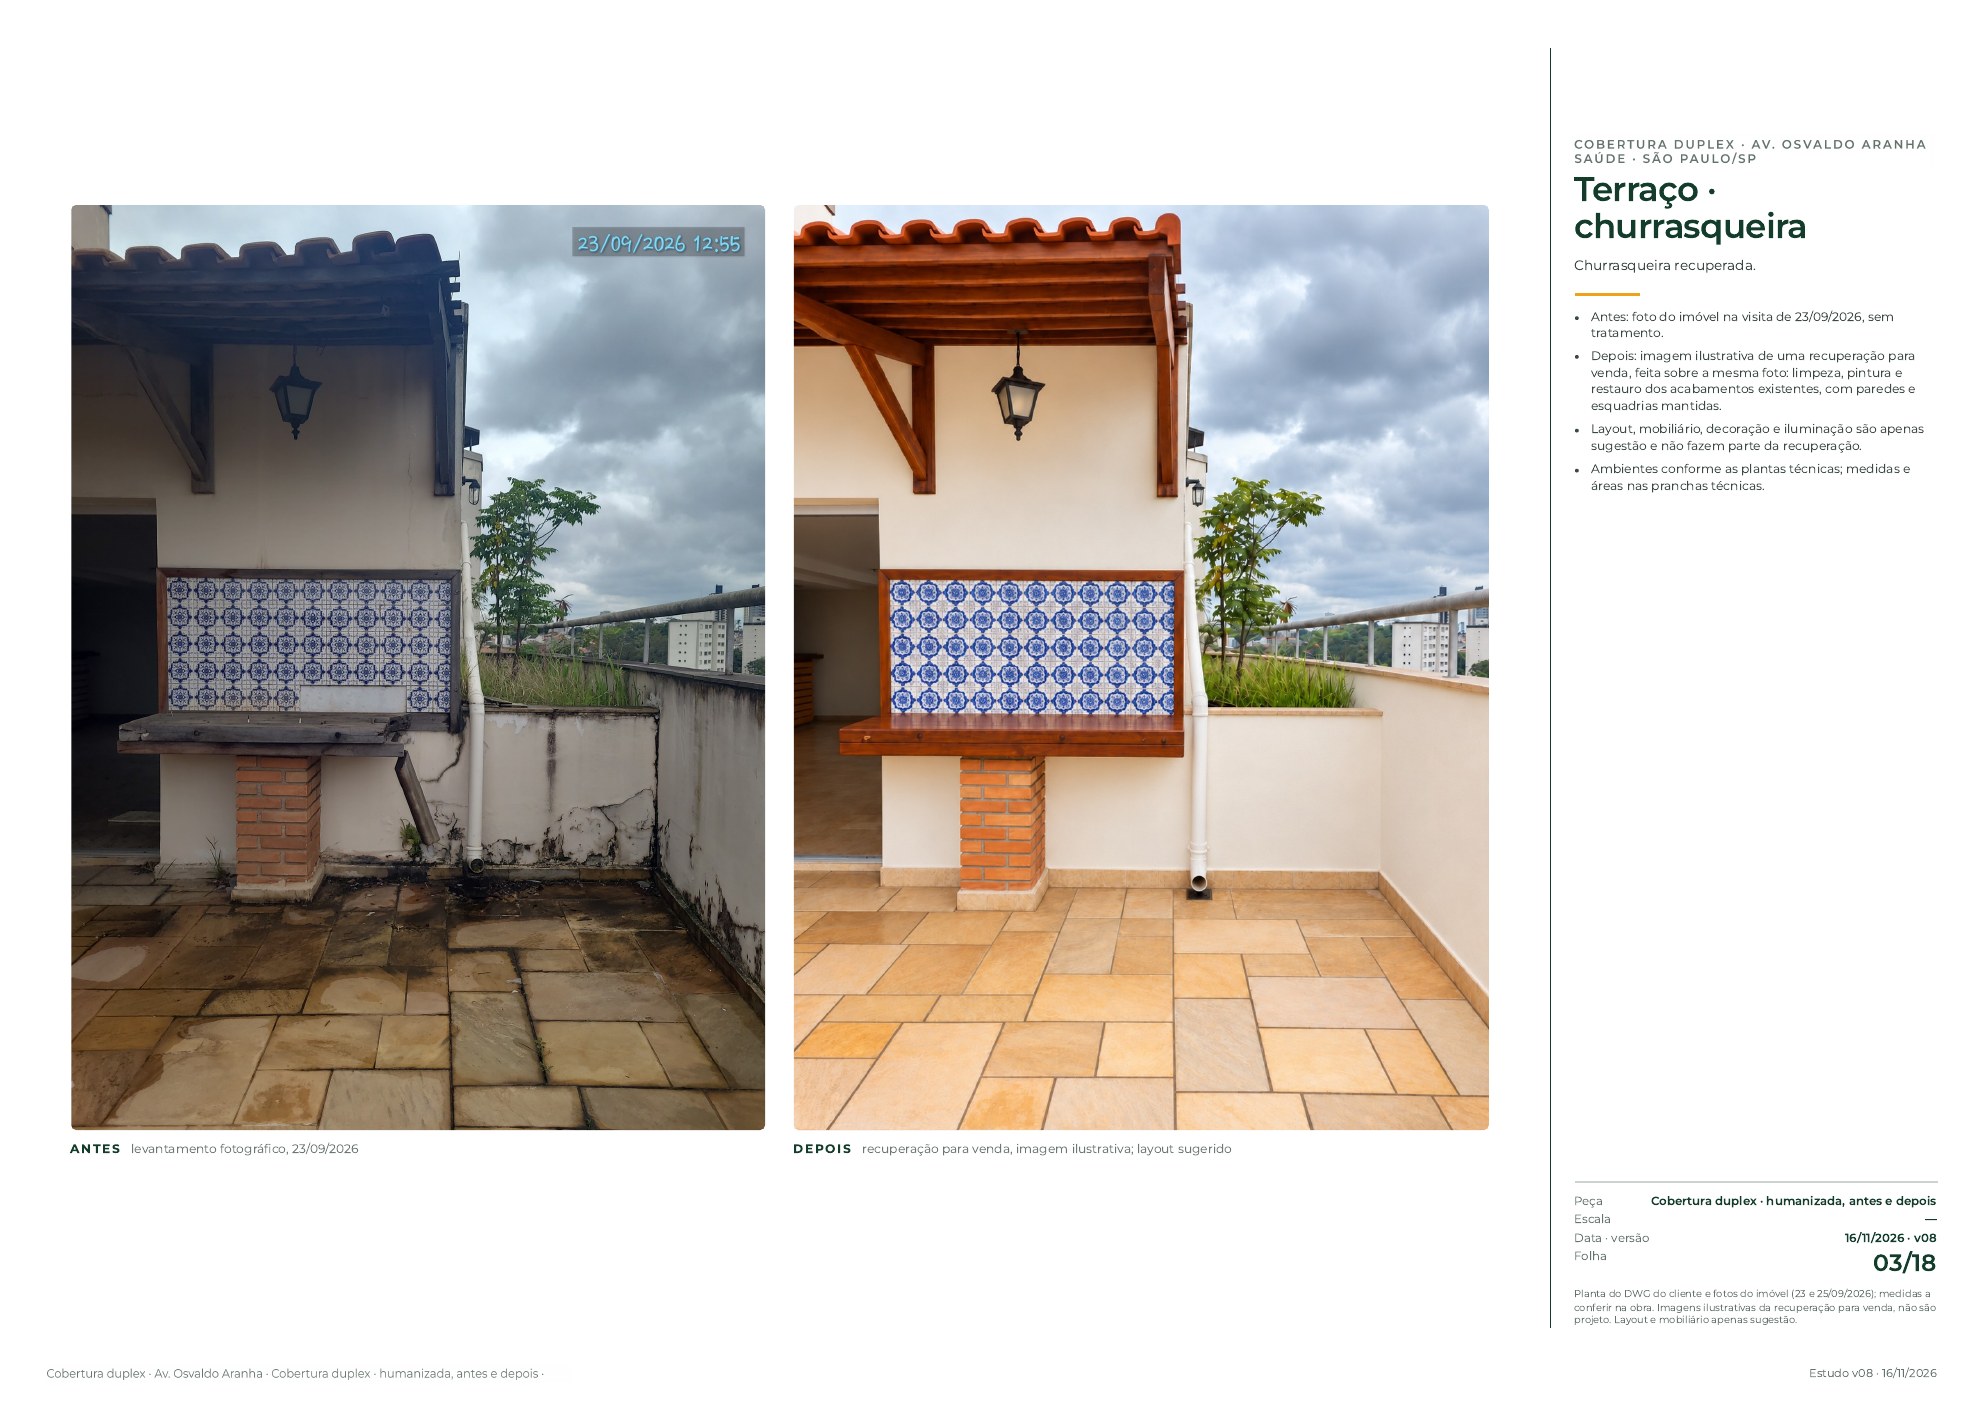 COBERTURA DUPLEX · AV. OSVALDO ARANHA
SAÚDE · SÃO PAULO/SP
Terraço ·
churrasqueira
Churrasqueira recuperada.
• Antes: foto do imóvel na visita de 23/09/2026, sem
tratamento.
• Depois: imagem ilustrativa de uma recuperação para
venda, feita sobre a mesma foto: limpeza, pintura e
restauro dos acabamentos existentes, com paredes e
esquadrias mantidas.
• Layout, mobiliário, decoração e iluminação são apenas
sugestão e não fazem parte da recuperação.
• Ambientes conforme as plantas técnicas; medidas e
áreas nas pranchas técnicas.
23/09/2026 12:55
ANTES levantamento fotográfico, 23/09/2026
DEPOIS recuperação para venda, imagem ilustrativa; layout sugerido
Peça Cobertura duplex · humanizada, antes e depois
Escala —
Data · versão 16/11/2026 · v08
Folha 03/18
Planta do DWG do cliente e fotos do imóvel (23 e 25/09/2026); medidas a
conferir na obra. Imagens ilustrativas da recuperação para venda, não são
projeto. Layout e mobiliário apenas sugestão.
Cobertura duplex · Av. Osvaldo Aranha · Cobertura duplex · humanizada, antes e depois ·
Estudo v08 · 16/11/2026